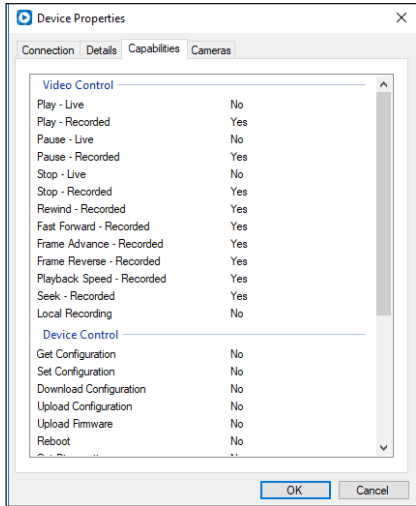 Device Properties
Connection Details Capabilities Cameras
Video Control
Play - Live No
Play - Recorded Yes
Pause - Live No
Pause - Recorded Yes
Stop - Live No
Stop - Recorded Yes
Rewind - Recorded Yes
Fast Forward - Recorded Yes
Frame Advance - Recorded Yes
Frame Reverse - Recorded Yes
Playback Speed - Recorded Yes
Seek - Recorded Yes
Local Recording No
Device Control
Get Configuration No
Set Configuration No
Download Configuration No
Upload Configuration No
Upload Firmware No
Reboot No
OK Cancel